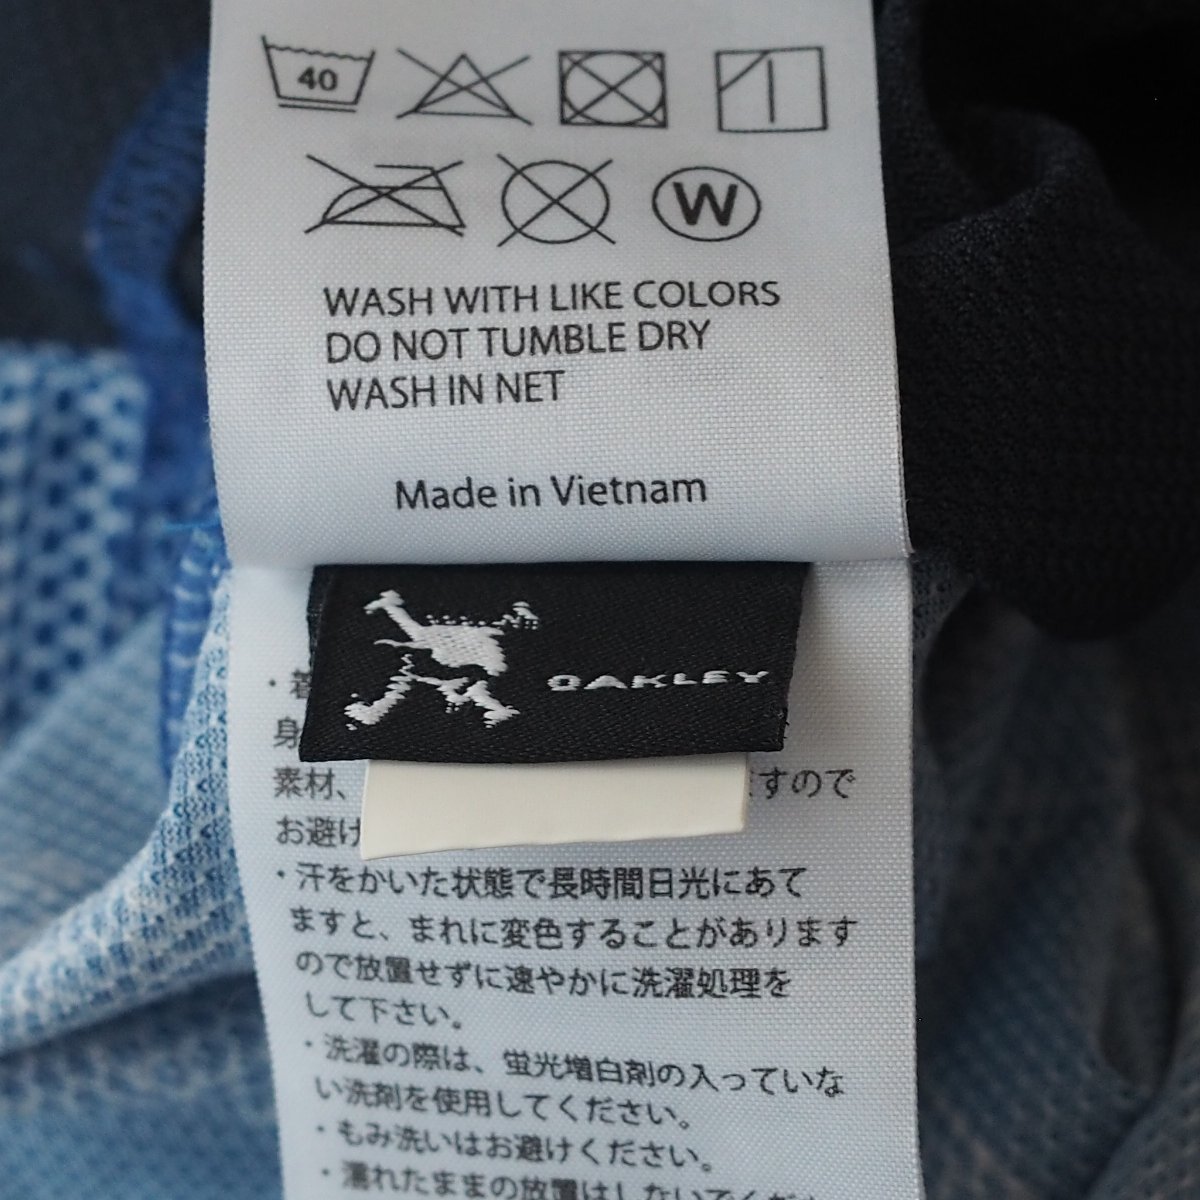 40
W
WASH WITH LIKE COLORS
DO NOT TUMBLE DRY
WASH IN NET
Made in Vietnam
OAKLEY
・着
身
素材、 ますので
お避け
・汗をかいた状態で長時間日光にあて
ますと、まれに変色することがあります
ので放置せずに速やかに洗濯処理を
して下さい。
・洗濯の際は、蛍光増白剤の入っていな
い洗剤を使用してください。
・もみ洗いはお避けください。
・濡れたままの放置はしないでくださ